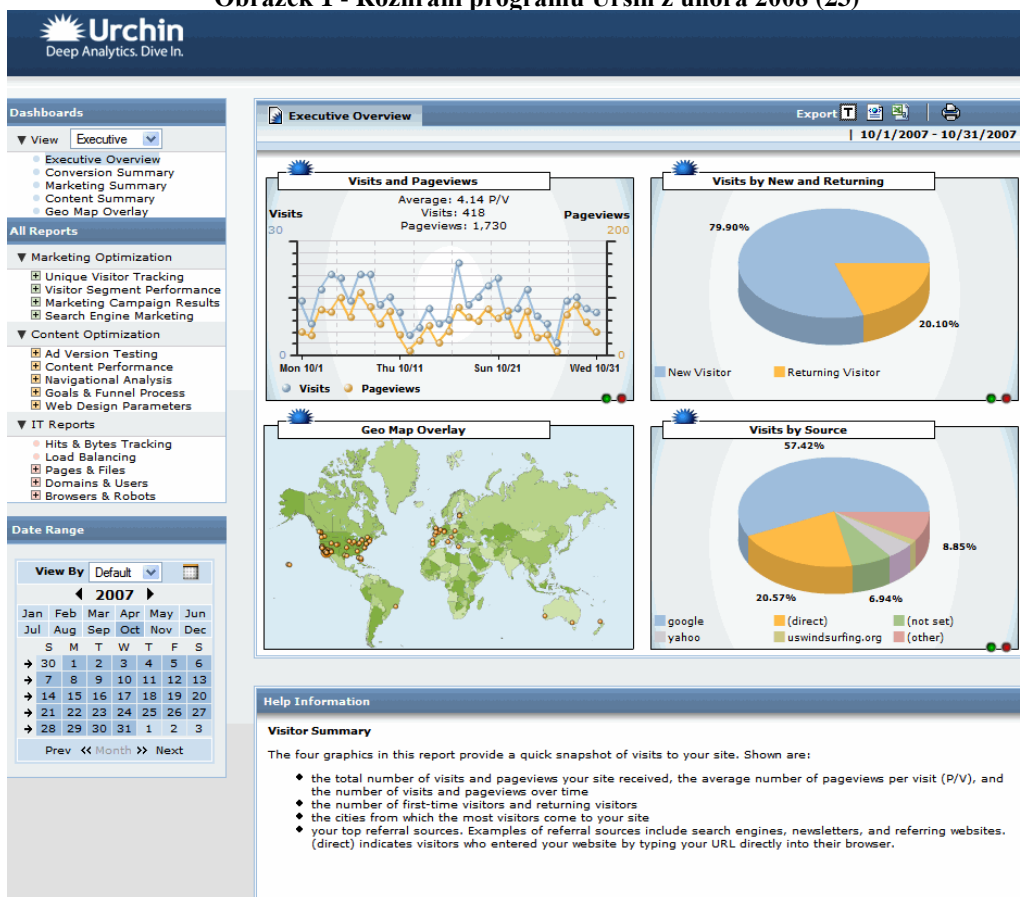 Obrázek 1 - Rozhraní programu Uršin z února 2008 (25)
Urchin
Deep Analytics. Dive In.
Dashboards
View Executive
Executive Overview
Conversion Summary
Marketing Summary
Content Summary
Geo Map Overlay
All Reports
Marketing Optimization
Unique Visitor Tracking
Visitor Segment Performance
Marketing Campaign Results
Search Engine Marketing
Content Optimization
Ad Version Testing
Content Performance
Navigational Analysis
Goals & Funnel Process
Web Design Parameters
IT Reports
Hits & Bytes Tracking
Load Balancing
Pages & Files
Domains & Users
Browsers & Robots
Date Range
View By Default
2007
Jan Feb Mar Apr May Jun
Jul Aug Sep Oct Nov Dec
S M T W T F S
30 1 2 3 4 5 6
7 8 9 10 11 12 13
14 15 16 17 18 19 20
21 22 23 24 25 26 27
28 29 30 31 1 2 3
Prev << Month >> Next
Executive Overview
Export T
| 10/1/2007 - 10/31/2007
Visits and Pageviews
Average: 4.14 P/V
Visits: 418
Pageviews: 1,730
Visits
30
Pageviews
200
0
0
Mon 10/1 Thu 10/11 Sun 10/21 Wed 10/31
Visits Pageviews
Visits by New and Returning
79.90%
20.10%
New Visitor Returning Visitor
Geo Map Overlay
Visits by Source
57.42%
8.85%
20.57% 6.94%
google (direct) (not set)
yahoo uswindsurfing.org (other)
Help Information
Visitor Summary
The four graphics in this report provide a quick snapshot of visits to your site. Shown are:
the total number of visits and pageviews your site received, the average number of pageviews per visit (P/V), and
the number of visits and pageviews over time
the number of first-time visitors and returning visitors
the cities from which the most visitors come to your site
your top referral sources. Examples of referral sources include search engines, newsletters, and referring websites.
(direct) indicates visitors who entered your website by typing your URL directly into their browser.